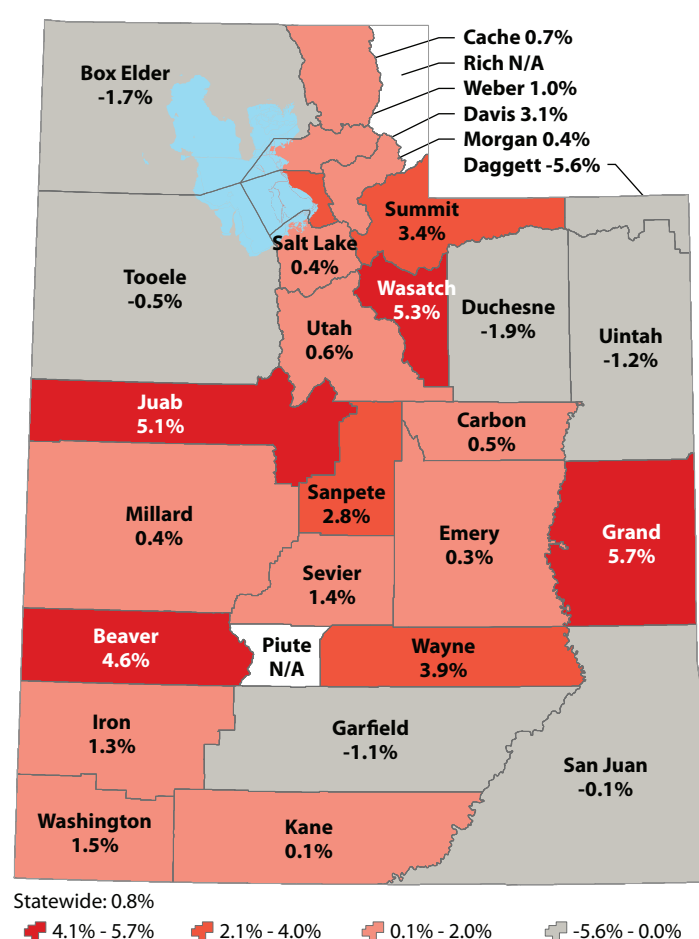 Cache 0.7%
Rich N/A
Weber 1.0%
Davis 3.1%
Morgan 0.4%
Daggett -5.6%
Box Elder
-1.7%
Summit
3.4%
Salt Lake
0.4%
Tooele
-0.5%
Wasatch
5.3%
Duchesne
-1.9%
Uintah
-1.2%
Utah
0.6%
Juab
5.1%
Carbon
0.5%
Sanpete
2.8%
Millard
0.4%
Emery
0.3%
Grand
5.7%
Sevier
1.4%
Beaver
4.6%
Piute
N/A
Wayne
3.9%
Iron
1.3%
Garfield
-1.1%
San Juan
-0.1%
Washington
1.5%
Kane
0.1%
Statewide: 0.8%
4.1% - 5.7% 2.1% - 4.0% 0.1% - 2.0% -5.6% - 0.0%